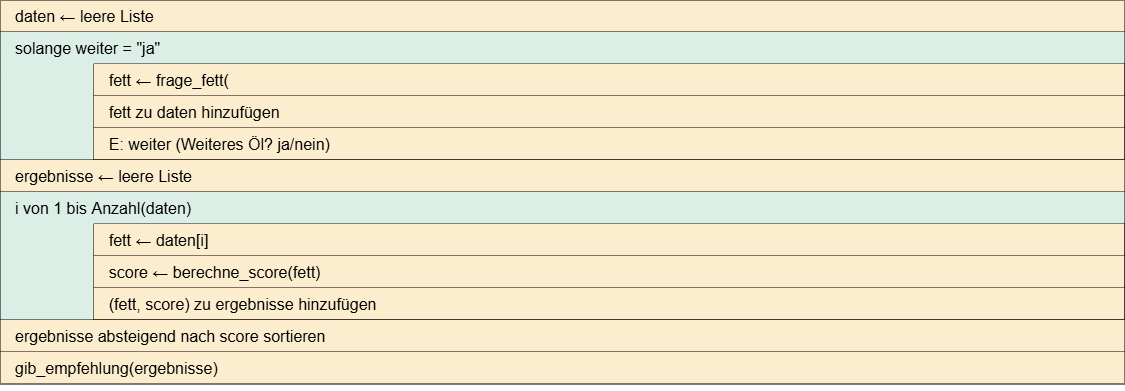 daten ← leere Liste
solange weiter = "ja"
fett ← frage_fett(
fett zu daten hinzufügen
E: weiter (Weiteres Öl? ja/nein)
ergebnisse ← leere Liste
i von 1 bis Anzahl(daten)
fett ← daten[i]
score ← berechne_score(fett)
(fett, score) zu ergebnisse hinzufügen
ergebnisse absteigend nach score sortieren
gib_empfehlung(ergebnisse)